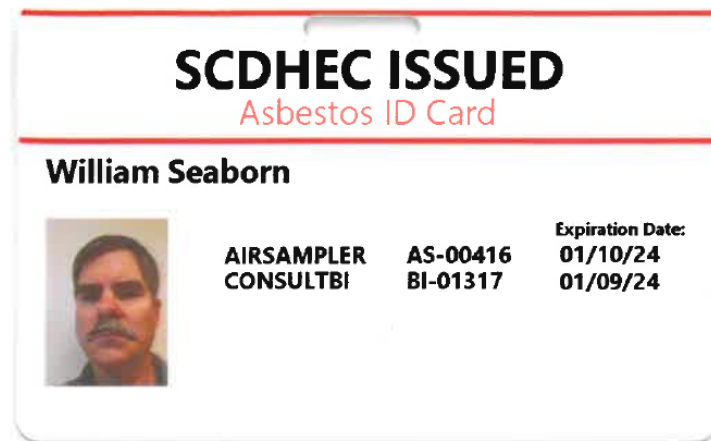 SCDHEC ISSUED
Asbestos ID Card
William Seaborn
Expiration Date:
AIRSAMPLER AS-00416 01/10/24
CONSULTBI BI-01317 01/09/24